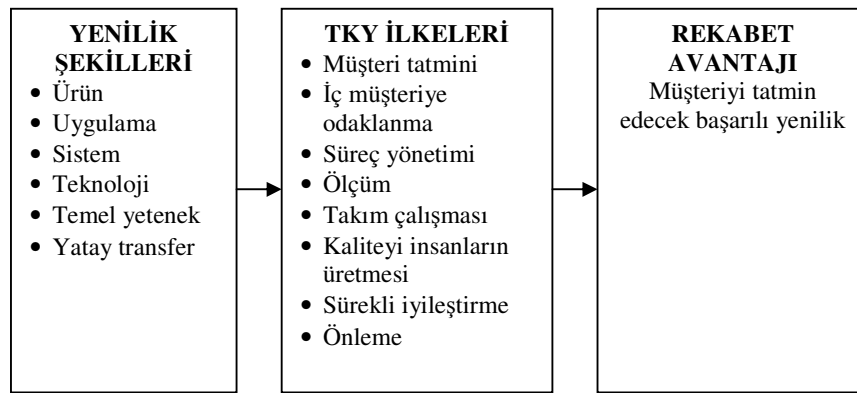 YENİLİK
ŞEKİLLERİ
• Ürün
• Uygulama
• Sistem
• Teknoloji
• Temel yetenek
• Yatay transfer
TKY İLKELERİ
• Müşteri tatmini
• İç müşteriye
odaklanma
• Süreç yönetimi
• Ölçüm
• Takım çalışması
• Kaliteyi insanların
üretmesi
• Sürekli iyileştirme
• Önleme
REKABET
AVANTAJI
Müşteriyi tatmin
edecek başarılı yenilik